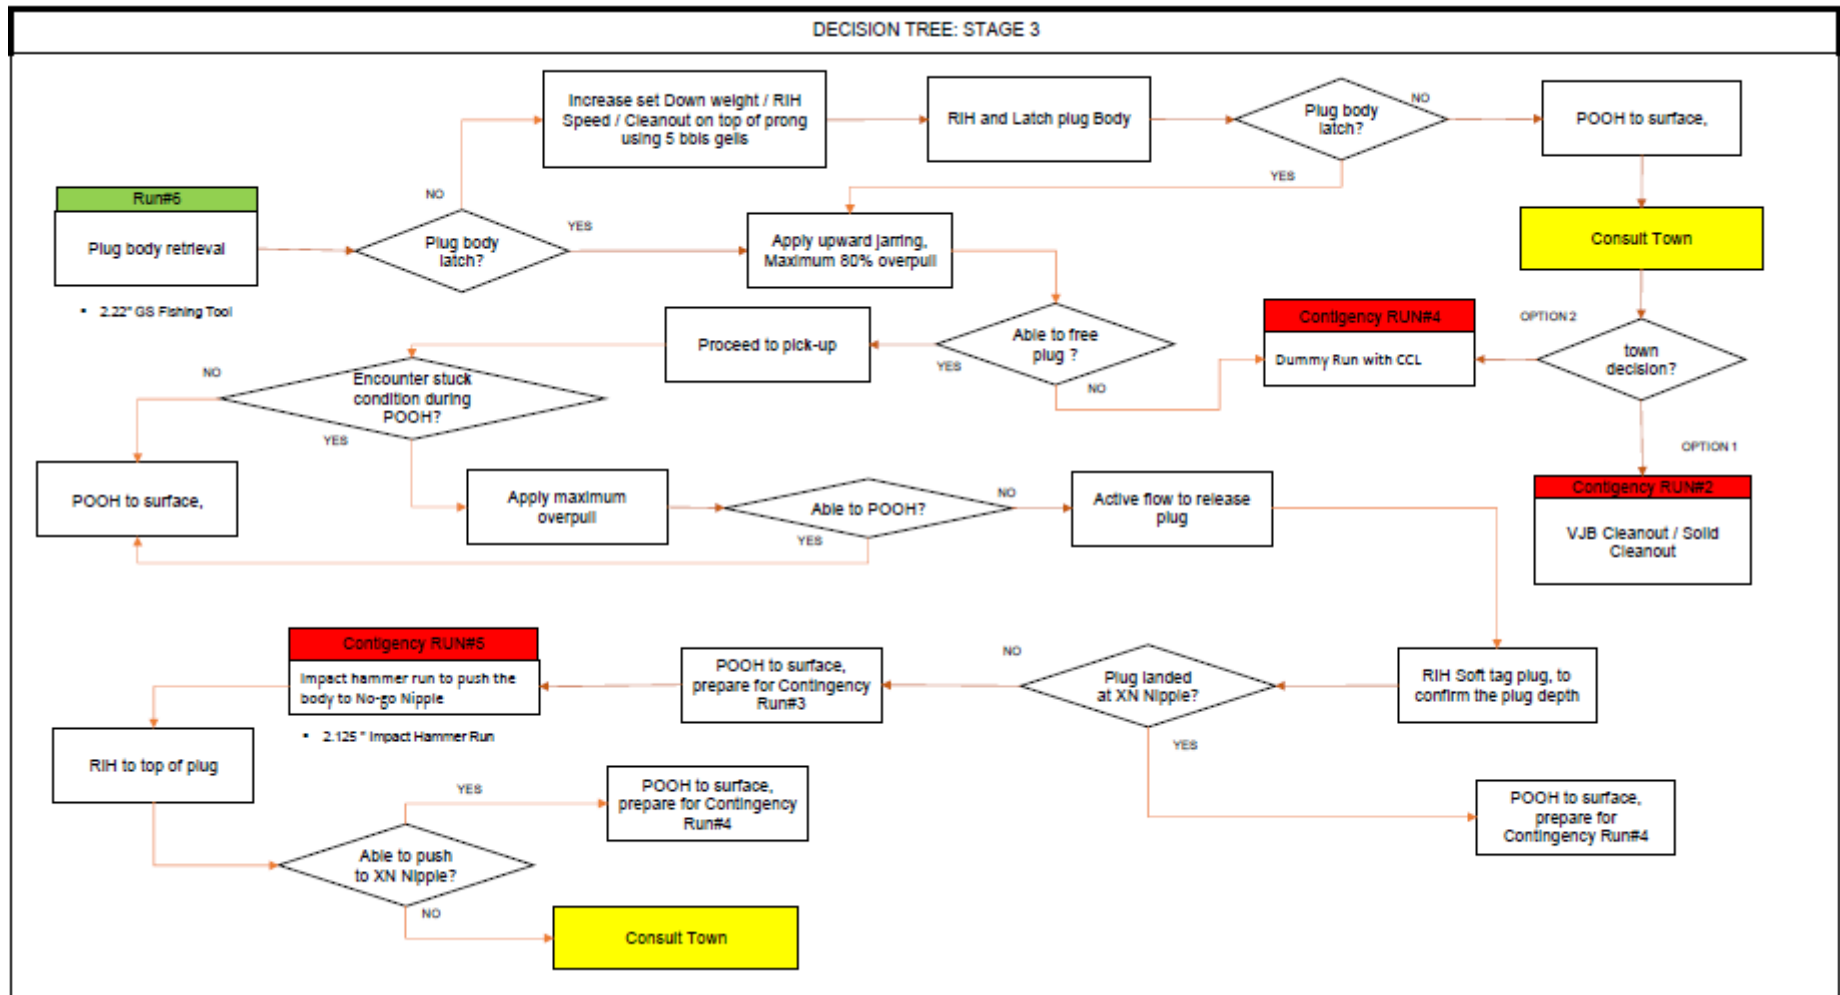 DECISION TREE: STAGE 3
Increase set Down weight / RIH
Speed / Cleanout on top of prong
using 5 bbls gells
RIH and Latch plug Body
Plug body
latch?
NO
POOH to surface,
YES
Run#6
Plug body retrieval
• 2.22" GS Fishing Tool
NO
Plug body
latch?
YES
Apply upward jarring,
Maximum 80% overpull
Consult Town
Proceed to pick-up
Able to free
plug ?
YES
NO
Contigency RUN#4
Dummy Run with CCL
OPTION 2
town
decision?
OPTION 1
Contigency RUN#2
VJB Cleanout / Solid
Cleanout
NO
Encounter stuck
condition during
POOH?
YES
POOH to surface,
Apply maximum
overpull
Able to POOH?
NO
YES
Active flow to release
plug
Contigency RUN#5
Impact hammer run to push the
body to No-go Nipple
• 2.125 " Impact Hammer Run
POOH to surface,
prepare for Contingency
Run#3
NO
Plug landed
at XN Nipple?
YES
RIH Soft tag plug, to
confirm the plug depth
RIH to top of plug
YES
POOH to surface,
prepare for Contingency
Run#4
POOH to surface,
prepare for
Contingency Run#4
Able to push
to XN Nipple?
NO
Consult Town